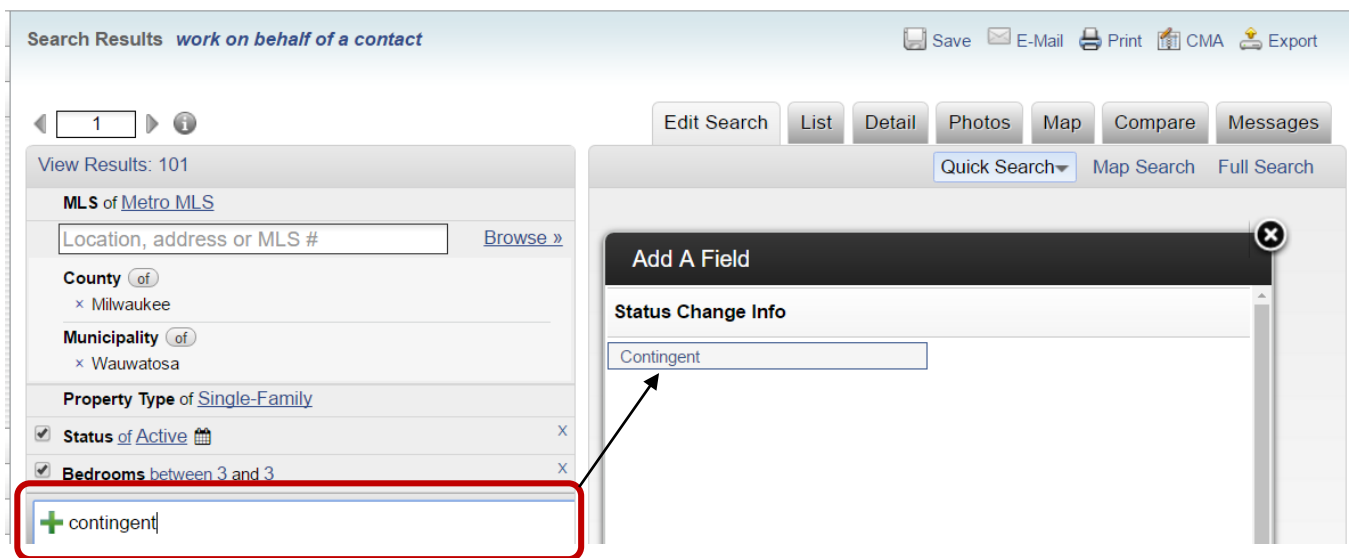 Search Results work on behalf of a contact
Save E-Mail Print CMA Export
1
Edit Search List Detail Photos Map Compare Messages
View Results: 101
Quick Search Map Search Full Search
MLS of Metro MLS
Location, address or MLS # Browse »
County of
× Milwaukee
Municipality of
× Wauwatosa
Property Type of Single-Family
Status of Active X
Bedrooms between 3 and 3 X
contingent
Add A Field
Status Change Info
Contingent